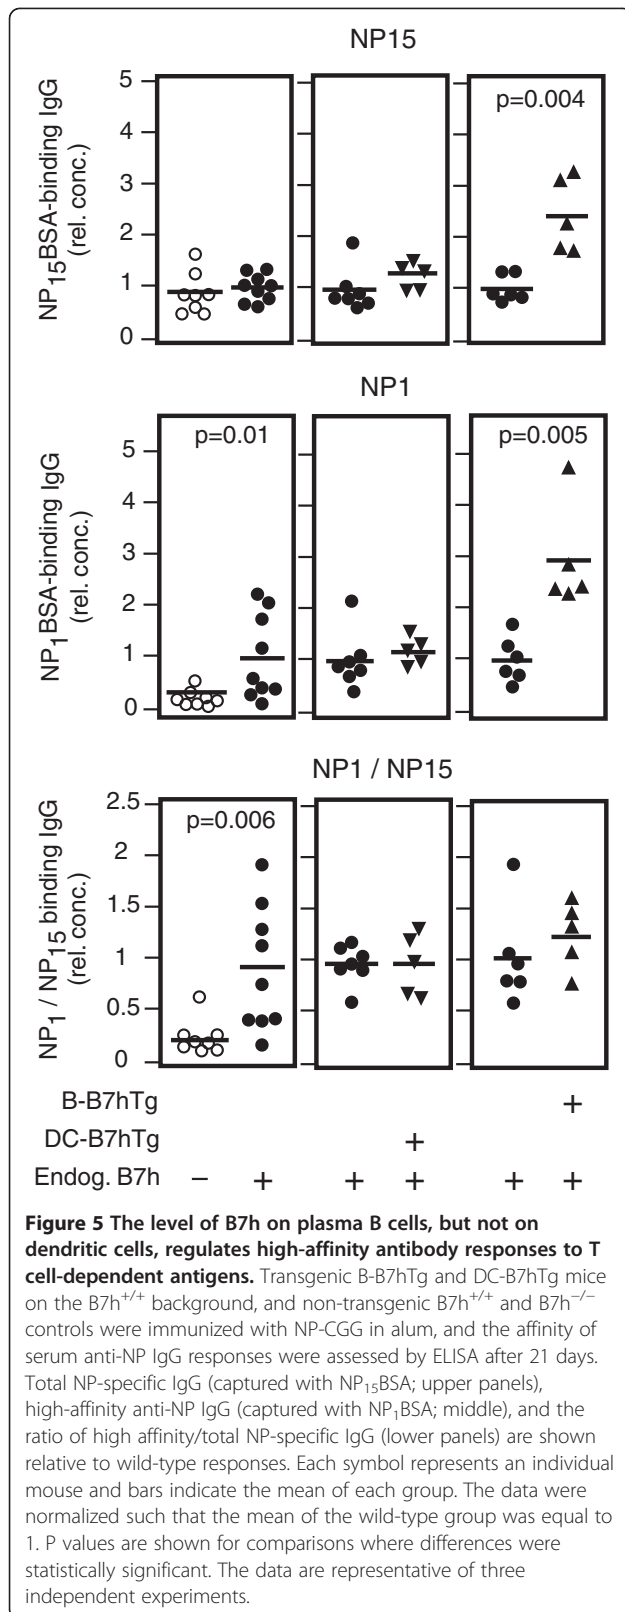 NP15
NP15BSA-binding IgG
(rel. conc.)
5
4
3
2
1
0
p=0.004
NP1
NP1BSA-binding IgG
(rel. conc.)
5
4
3
2
1
0
p=0.01
p=0.005
NP1 / NP15
NP1 / NP15 binding IgG
(rel. conc.)
2.5
2
1.5
1
0.5
0
p=0.006
B-B7hTg +
DC-B7hTg +
Endog. B7h – + + + + +
Figure 5 The level of B7h on plasma B cells, but not on
dendritic cells, regulates high-affinity antibody responses to T
cell-dependent antigens. Transgenic B-B7hTg and DC-B7hTg mice
on the B7h+/+ background, and non-transgenic B7h+/+ and B7h−/−
controls were immunized with NP-CGG in alum, and the affinity of
serum anti-NP IgG responses were assessed by ELISA after 21 days.
Total NP-specific IgG (captured with NP15BSA; upper panels),
high-affinity anti-NP IgG (captured with NP1BSA; middle), and the
ratio of high affinity/total NP-specific IgG (lower panels) are shown
relative to wild-type responses. Each symbol represents an individual
mouse and bars indicate the mean of each group. The data were
normalized such that the mean of the wild-type group was equal to
1. P values are shown for comparisons where differences were
statistically significant. The data are representative of three
independent experiments.